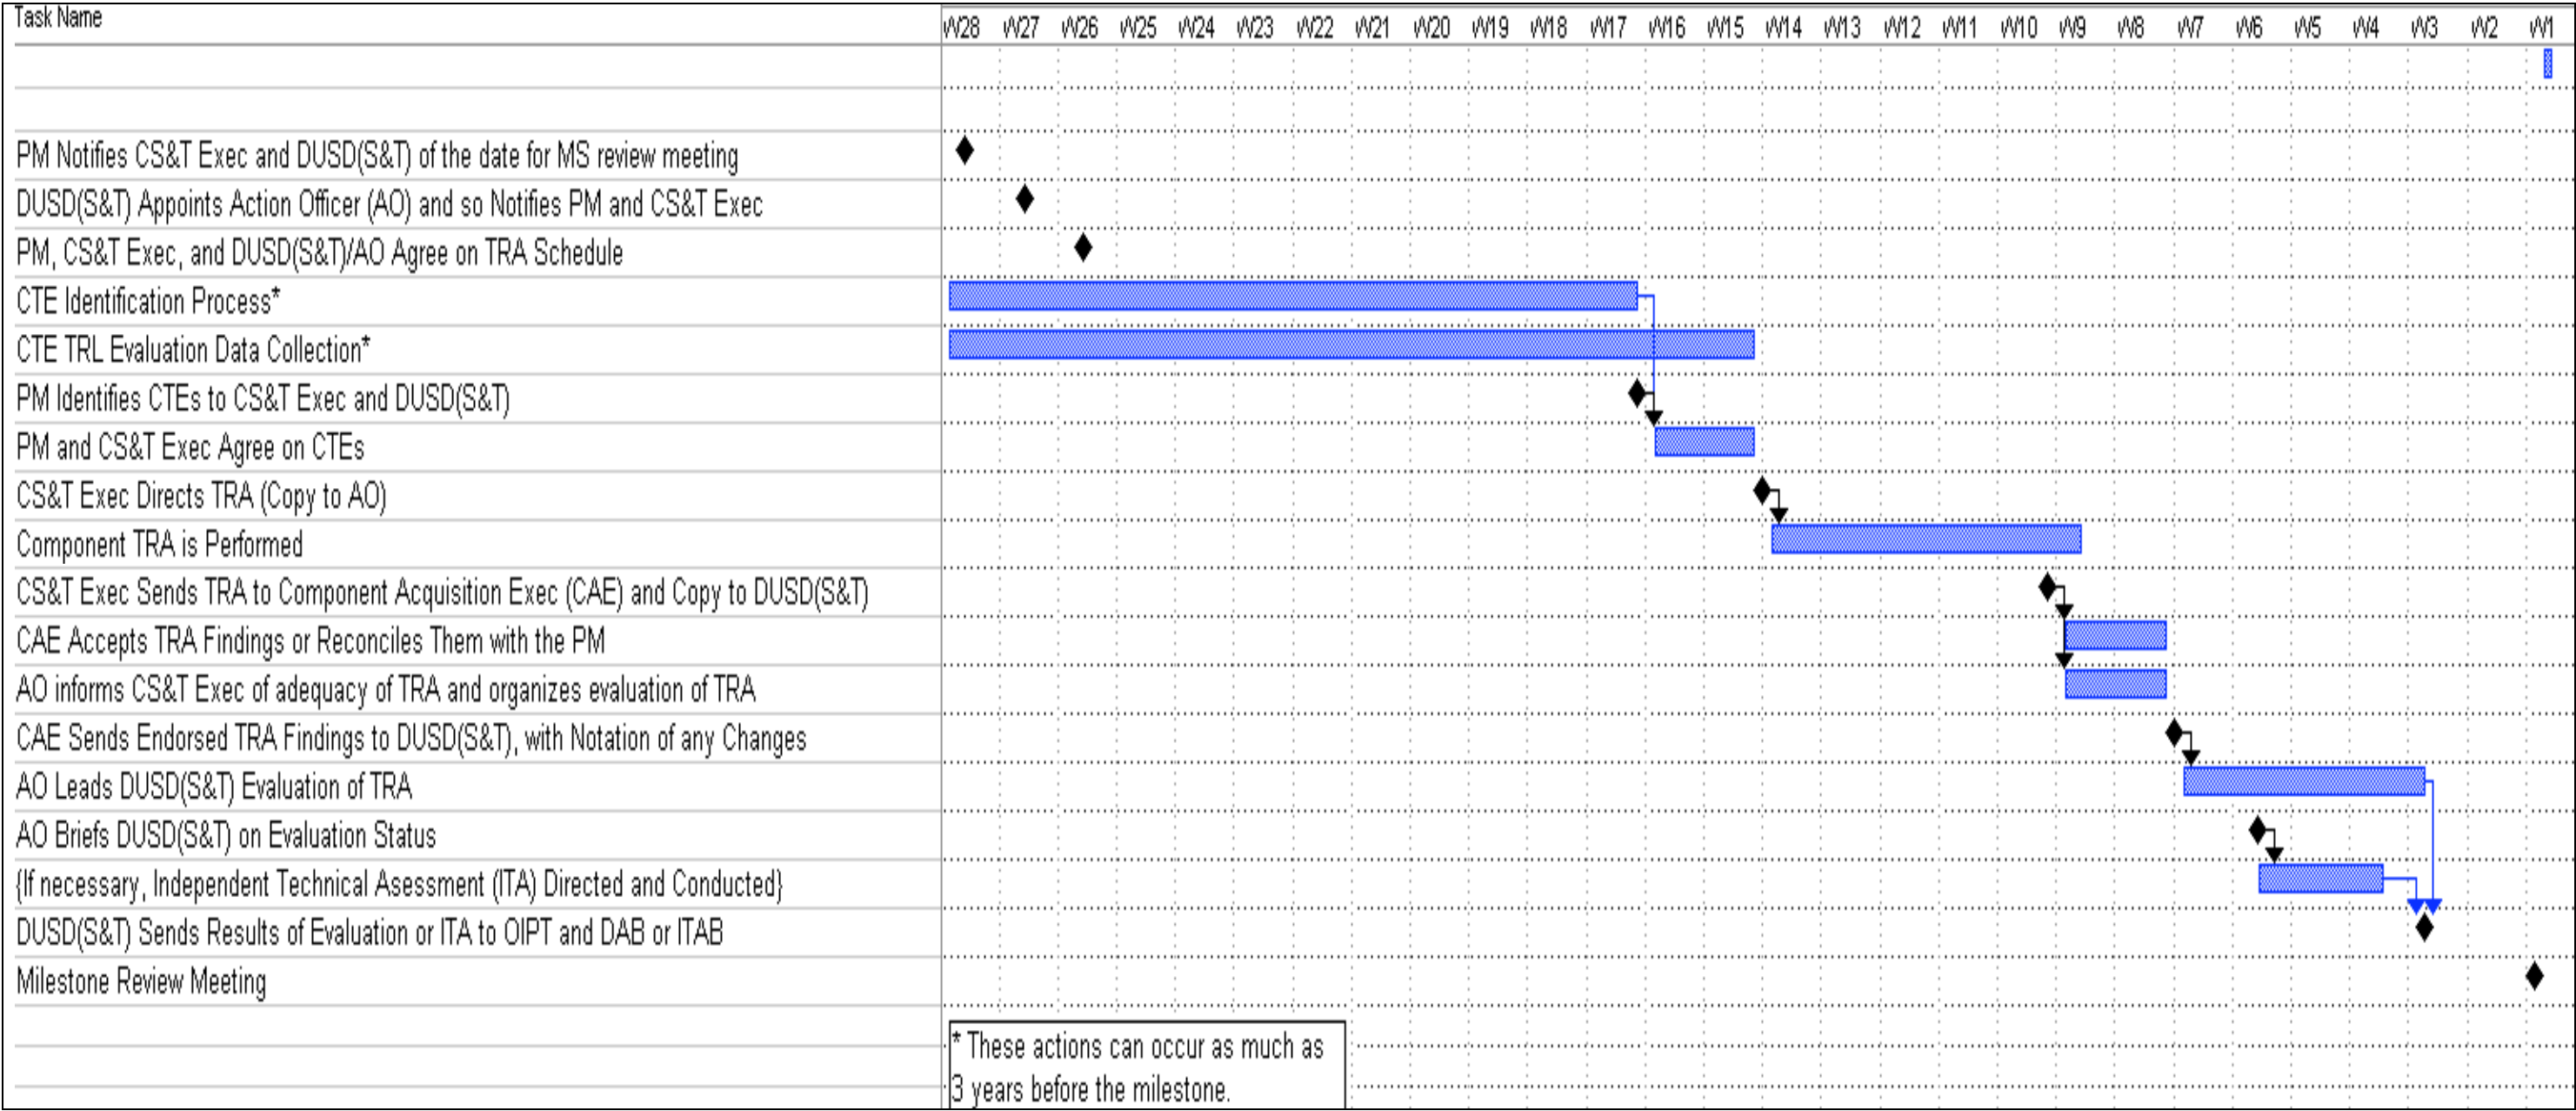 Task Name W28 W27 W26 W25 W24 W23 W22 W21 W20 W19 W18 W17 W16 W15 W14 W13 W12 W11 W10 W9 W8 W7 W6 W5 W4 W3 W2 W1
PM Notifies CS&T Exec and DUSD(S&T) of the date for MS review meeting
DUSD(S&T) Appoints Action Officer (AO) and so Notifies PM and CS&T Exec
PM, CS&T Exec, and DUSD(S&T)/AO Agree on TRA Schedule
CTE Identification Process*
CTE TRL Evaluation Data Collection*
PM Identifies CTEs to CS&T Exec and DUSD(S&T)
PM and CS&T Exec Agree on CTEs
CS&T Exec Directs TRA (Copy to AO)
Component TRA is Performed
CS&T Exec Sends TRA to Component Acquisition Exec (CAE) and Copy to DUSD(S&T)
CAE Accepts TRA Findings or Reconciles Them with the PM
AO informs CS&T Exec of adequacy of TRA and organizes evaluation of TRA
CAE Sends Endorsed TRA Findings to DUSD(S&T), with Notation of any Changes
AO Leads DUSD(S&T) Evaluation of TRA
AO Briefs DUSD(S&T) on Evaluation Status
{If necessary, Independent Technical Asessment (ITA) Directed and Conducted}
DUSD(S&T) Sends Results of Evaluation or ITA to OIPT and DAB or ITAB
Milestone Review Meeting
* These actions can occur as much as
3 years before the milestone.